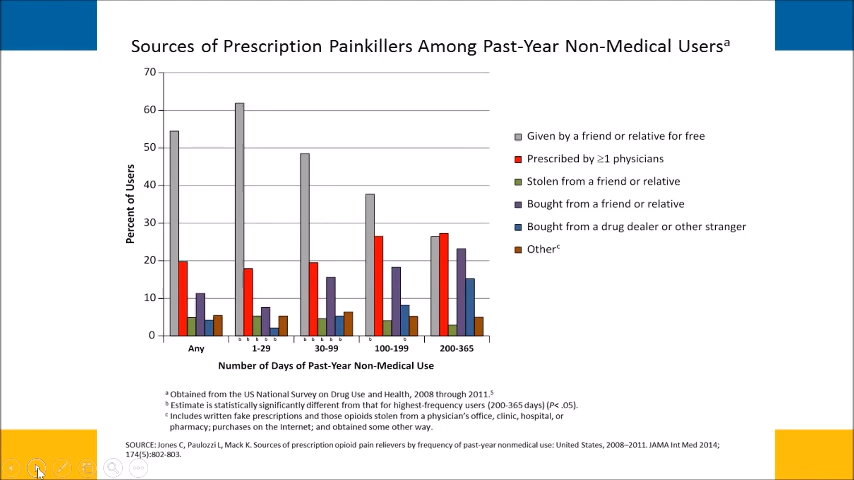 Sources of Prescription Painkillers Among Past-Year Non-Medical Usersᵃ
70
60
50
40
30
20
10
0
Percent of Users
b b b b b
b b b b b
b b
Any 1-29 30-99 100-199 200-365
Number of Days of Past-Year Non-Medical Use
Given by a friend or relative for free
Prescribed by ≥1 physicians
Stolen from a friend or relative
Bought from a friend or relative
Bought from a drug dealer or other stranger
Otherᶜ
ᵃ Obtained from the US National Survey on Drug Use and Health, 2008 through 2011.⁵
ᵇ Estimate is statistically significantly different from that for highest-frequency users (200-365 days) (P< .05).
ᶜ Includes written fake prescriptions and those opioids stolen from a physician’s office, clinic, hospital, or
pharmacy; purchases on the Internet; and obtained some other way.
SOURCE: Jones C, Paulozzi L, Mack K. Sources of prescription opioid pain relievers by frequency of past-year nonmedical use: United States, 2008–2011. JAMA Int Med 2014;
174(5):802-803.